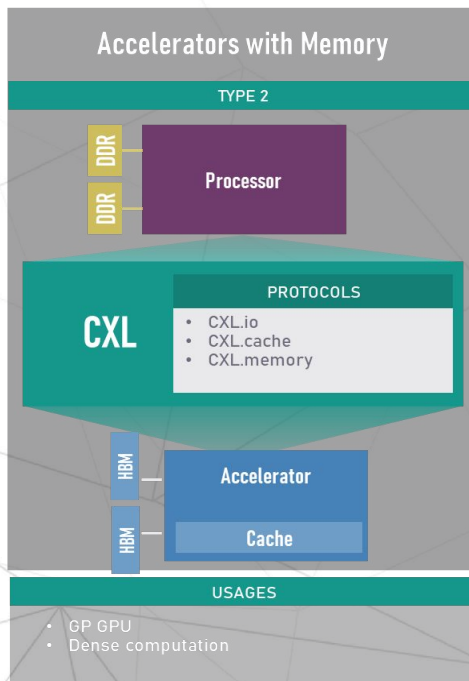 Accelerators with Memory
TYPE 2
DDR
DDR
Processor
CXL
PROTOCOLS
• CXL.io
• CXL.cache
• CXL.memory
HBM
HBM
Accelerator
Cache
USAGES
• GP GPU
• Dense computation